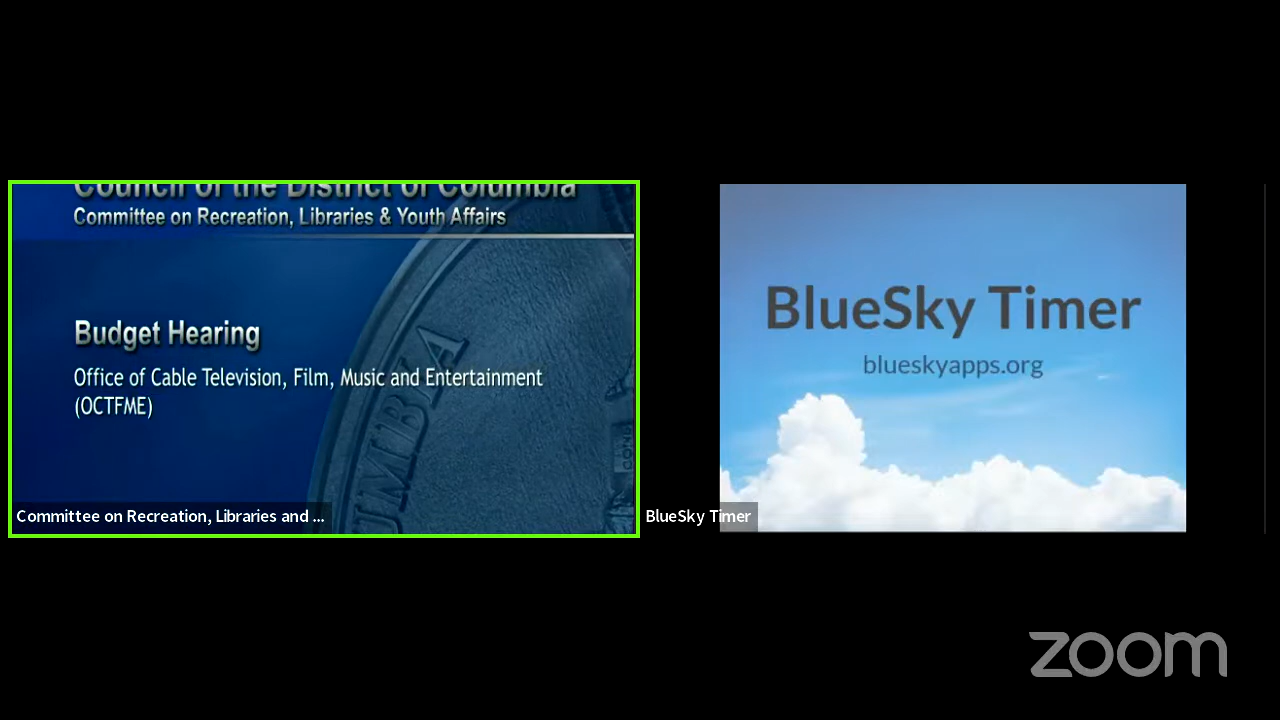 Council of the District of Columbia
Committee on Recreation, Libraries & Youth Affairs
Budget Hearing
Office of Cable Television, Film, Music and Entertainment
(OCTFME)
UMBIA
Committee on Recreation, Libraries and ...
BlueSky Timer
blueskyapps.org
BlueSky Timer
zoom